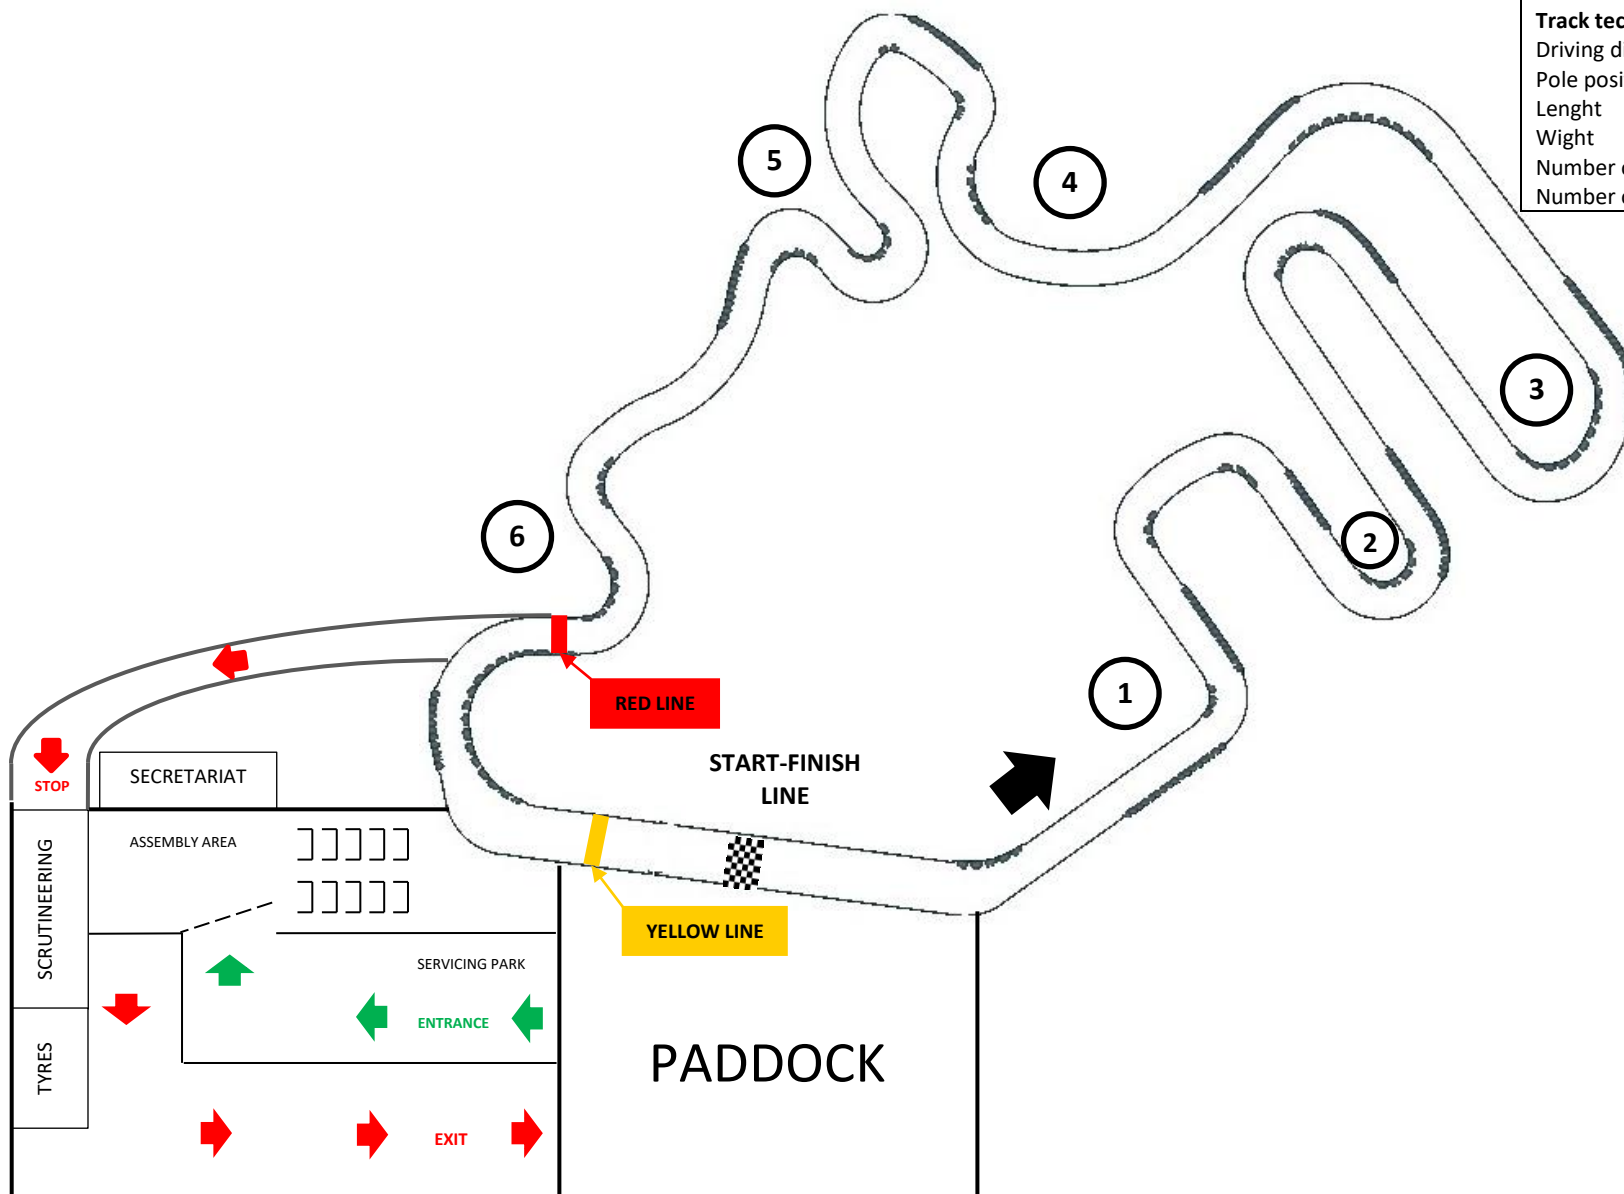 Track tec
Driving d
Pole posi
Lenght
Wight
Number
Number
5
4
3
6
2
1
RED LINE
START-FINISH
LINE
STOP
SECRETARIAT
ASSEMBLY AREA
SCRUTINEERING
YELLOW LINE
SERVICING PARK
ENTRANCE
TYRES
PADDOCK
EXIT